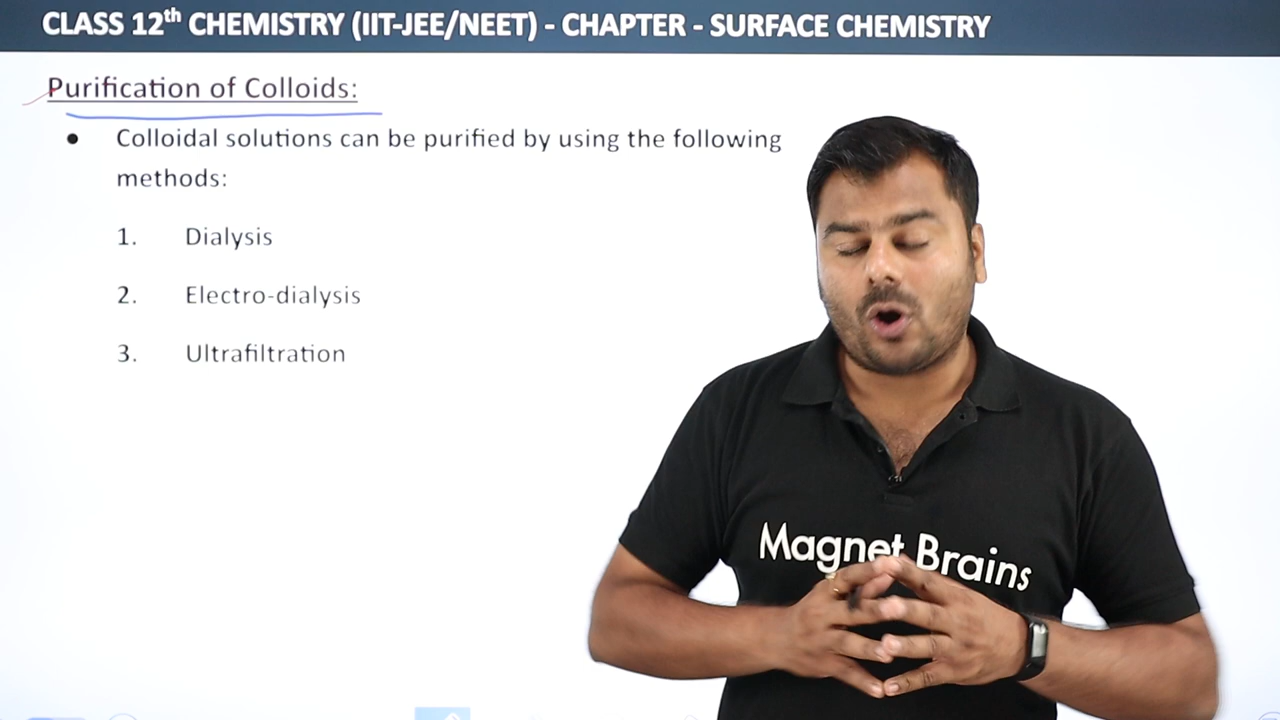 CLASS 12th CHEMISTRY (IIT-JEE/NEET) - CHAPTER - SURFACE CHEMISTRY
Purification of Colloids:
• Colloidal solutions can be purified by using the following
methods:
1. Dialysis
2. Electro-dialysis
3. Ultrafiltration
Magnet Brains